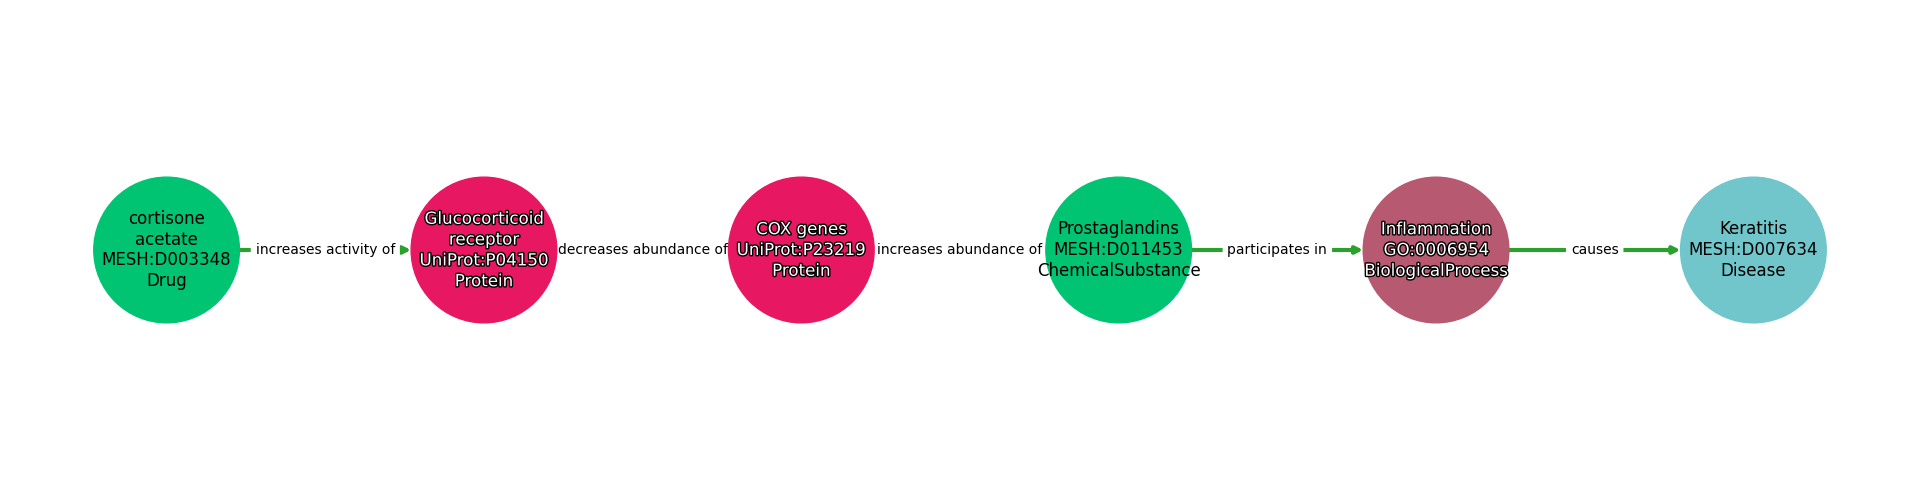 cortisone
acetate
MESH:D003348
Drug
increases activity of
Glucocorticoid
receptor
UniProt:P04150
Protein
decreases abundance of
COX genes
UniProt:P23219
Protein
increases abundance of
Prostaglandins
MESH:D011453
ChemicalSubstance
participates in
Inflammation
GO:0006954
BiologicalProcess
causes
Keratitis
MESH:D007634
Disease